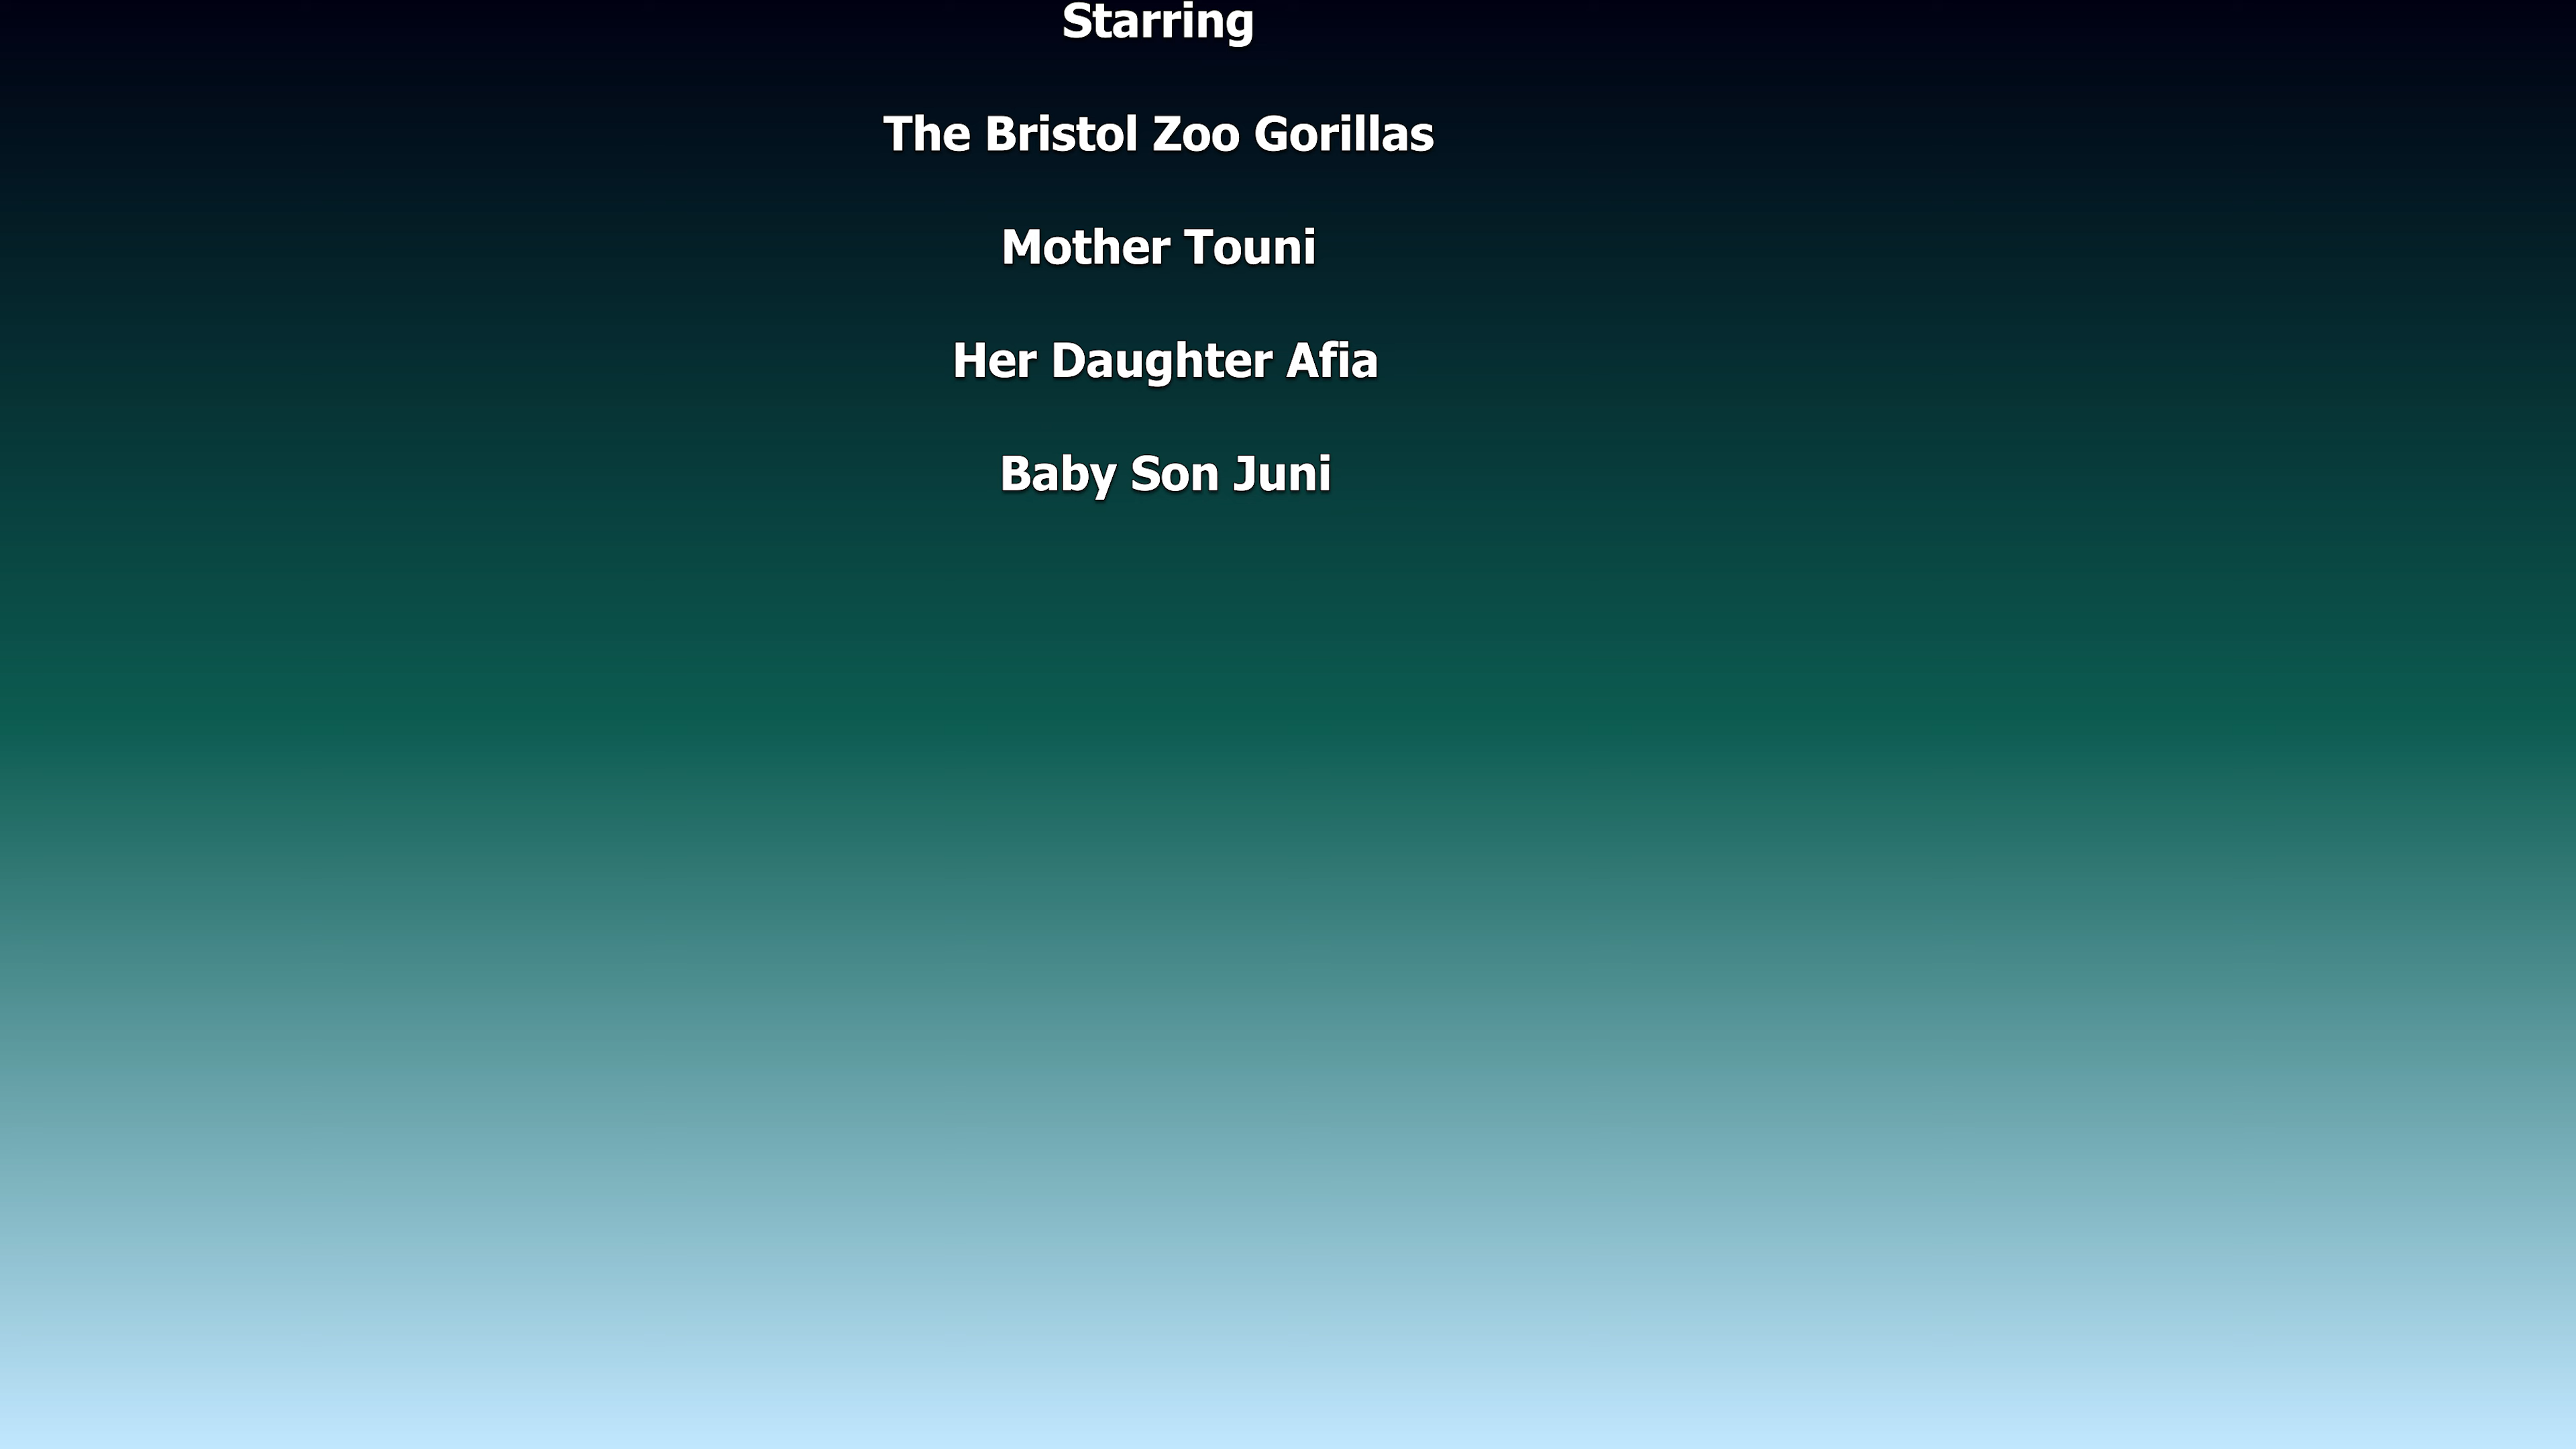 Starring
The Bristol Zoo Gorillas
Mother Touni
Her Daughter Afia
Baby Son Juni